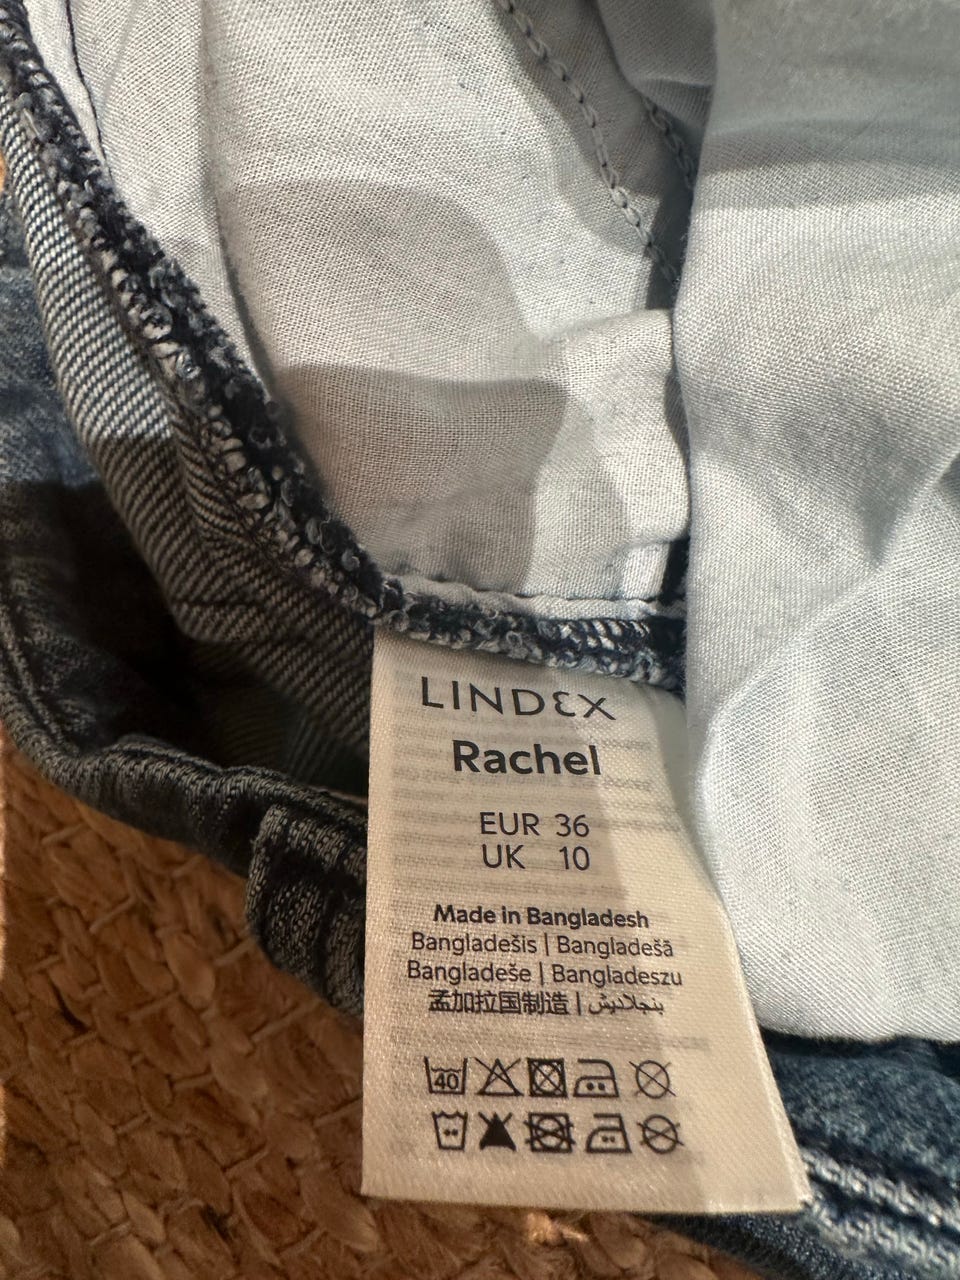 LINDEX
Rachel
EUR 36
UK 10
Made in Bangladesh
Bangladešis | Bangladešā
Bangladeše | Bangladeszu
孟加拉国制造 | بنجلاديش
40